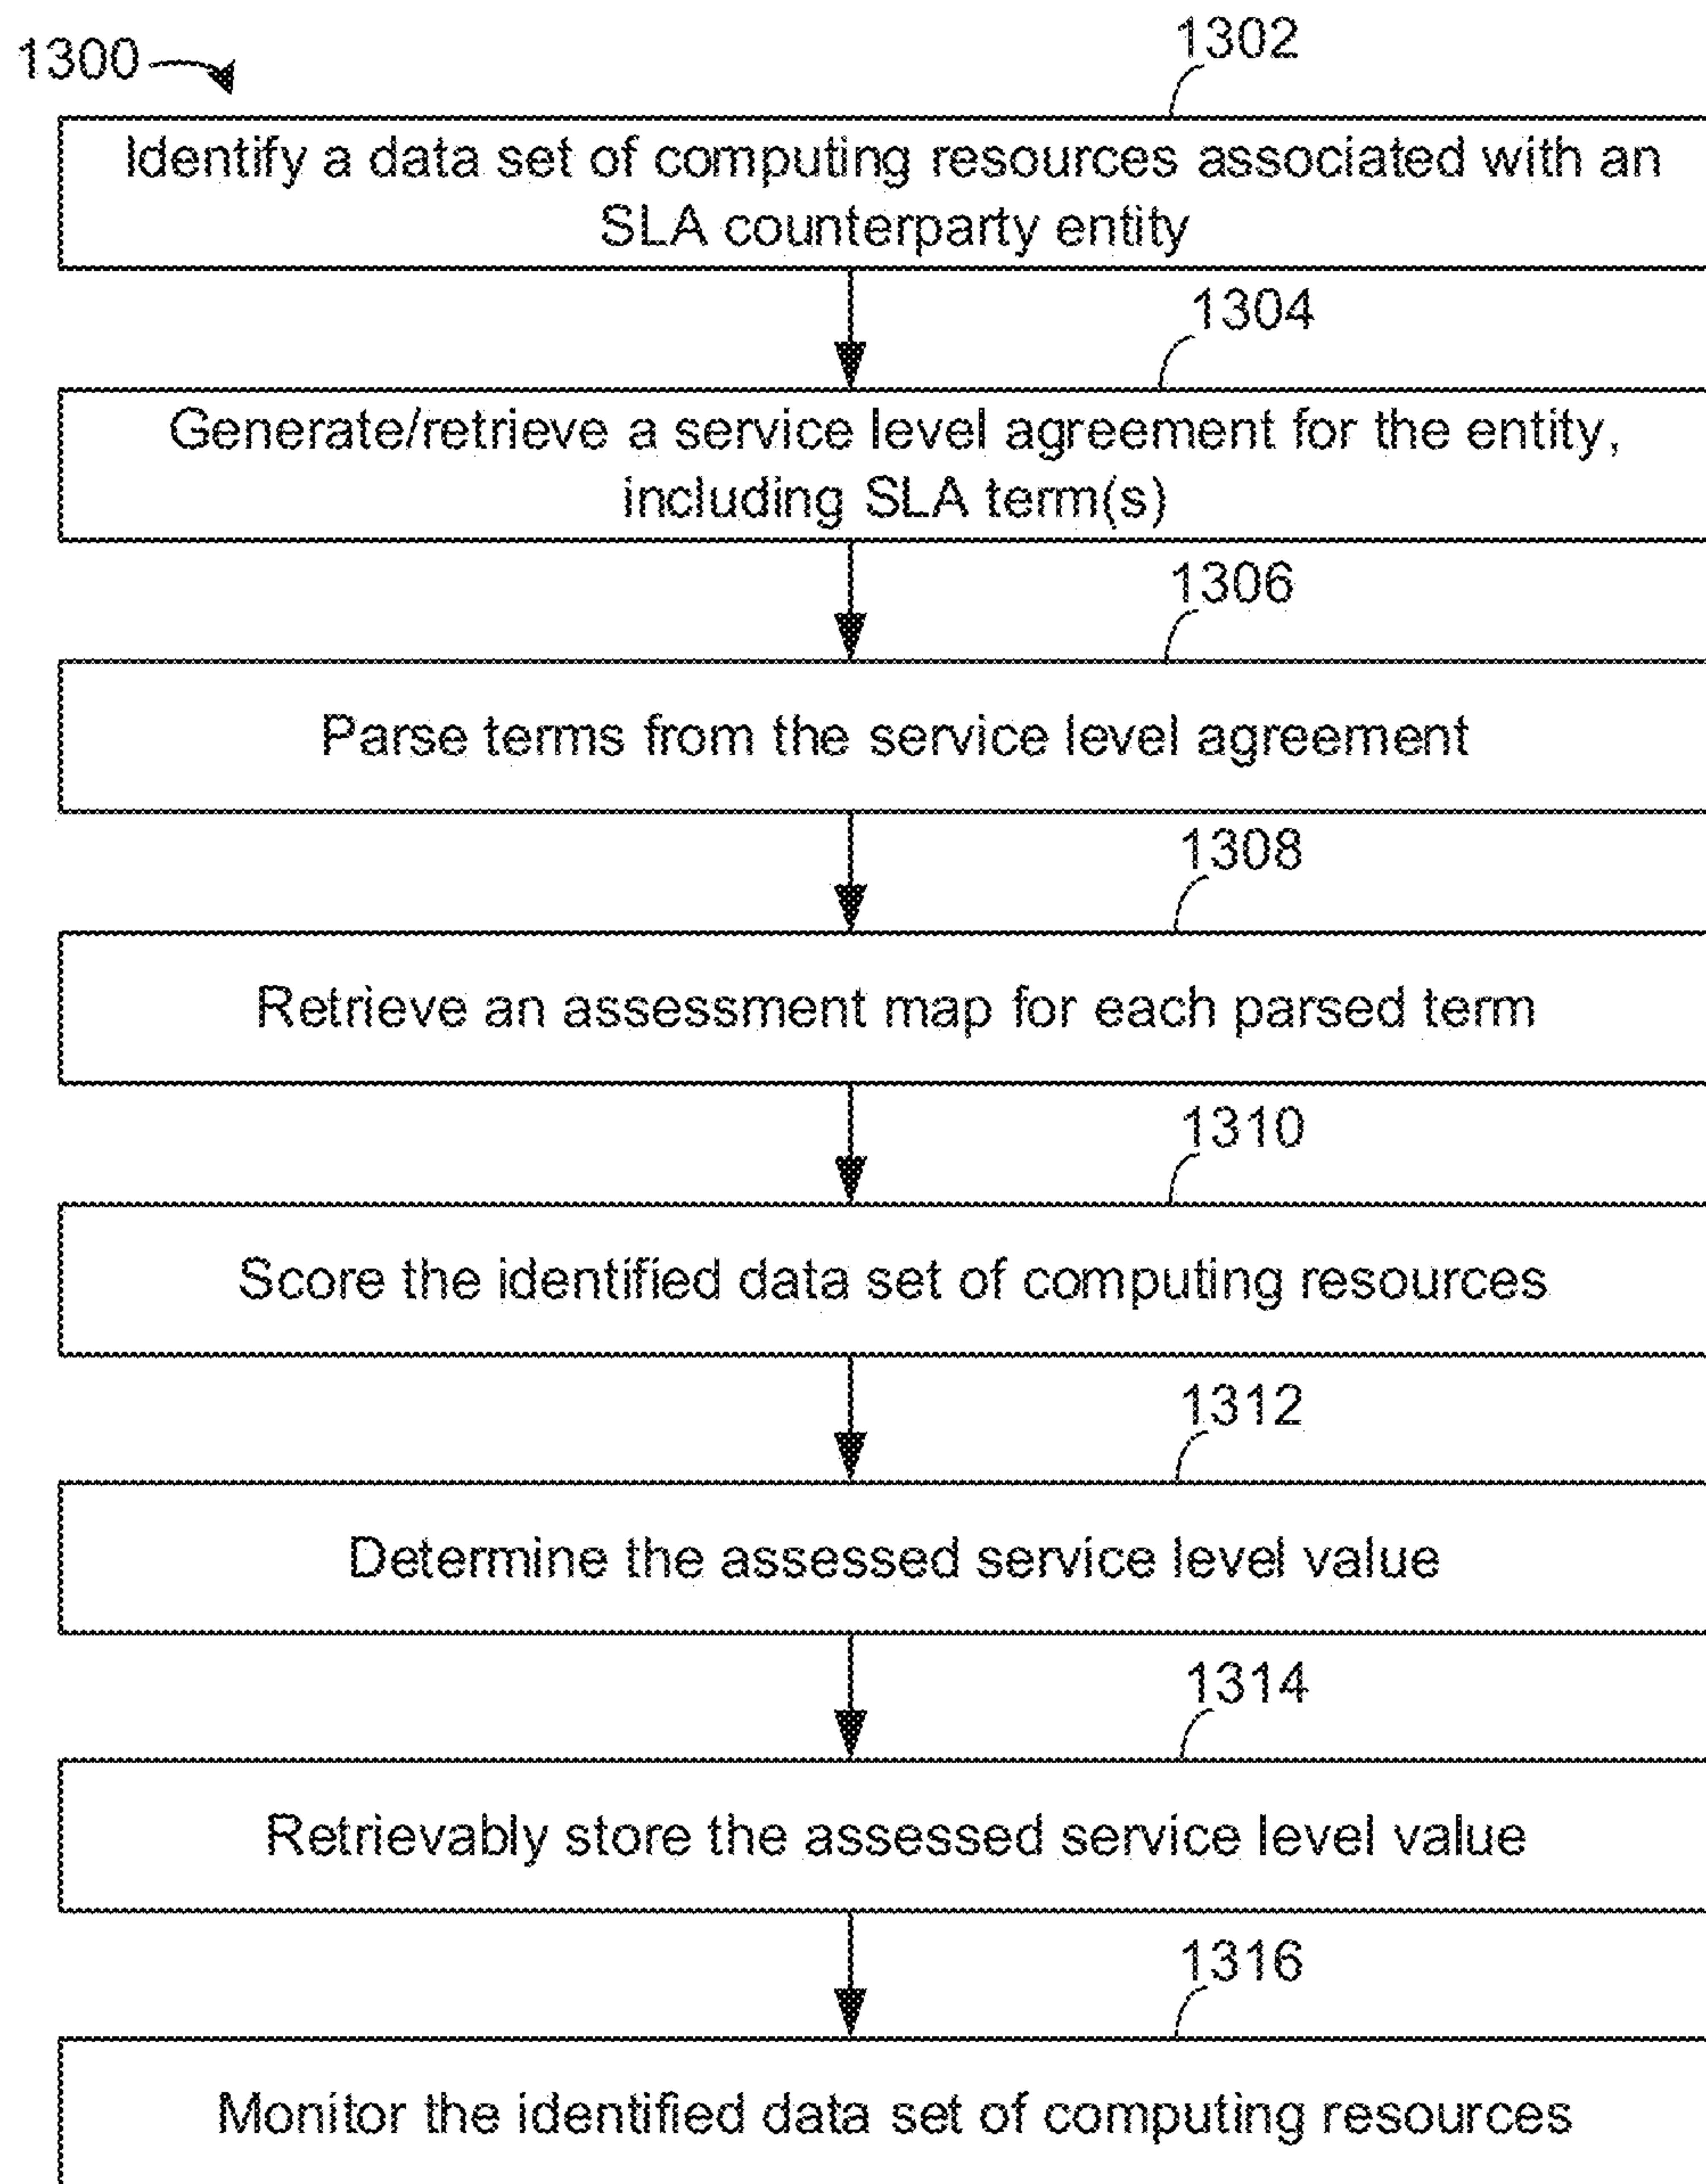 1300
1302
Identify a data set of computing resources associated with an
SLA counterparty entity
1304
Generate/retrieve a service level agreement for the entity,
including SLA term(s)
1306
Parse terms from the service level agreement
1308
Retrieve an assessment map for each parsed term
1310
Score the identified data set of computing resources
1312
Determine the assessed service level value
1314
Retrievably store the assessed service level value
1316
Monitor the identified data set of computing resources